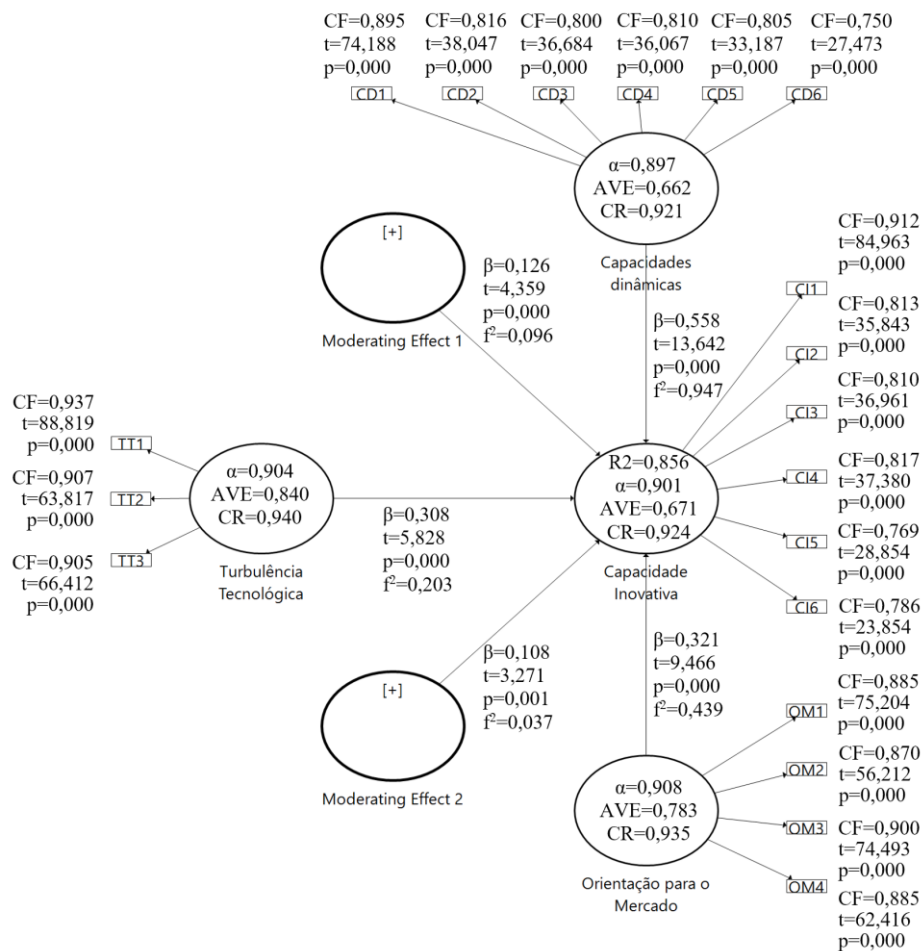 CF=0,895
t=74,188
p=0,000
CF=0,816
t=38,047
p=0,000
CF=0,800
t=36,684
p=0,000
CF=0,810
t=36,067
p=0,000
CF=0,805
t=33,187
p=0,000
CF=0,750
t=27,473
p=0,000
CD1
CD2
CD3
CD4
CD5
CD6
α=0,897
AVE=0,662
CR=0,921
Capacidades
dinâmicas
[+]
Moderating Effect 1
β=0,126
t=4,359
p=0,000
f²=0,096
β=0,558
t=13,642
p=0,000
f²=0,947
CF=0,912
t=84,963
p=0,000
CI1
CF=0,813
t=35,843
p=0,000
CI2
CF=0,810
t=36,961
p=0,000
CI3
CF=0,817
t=37,380
p=0,000
CI4
CF=0,769
t=28,854
p=0,000
CI5
CF=0,786
t=23,854
p=0,000
CI6
CF=0,937
t=88,819
p=0,000
TT1
CF=0,907
t=63,817
p=0,000
TT2
CF=0,905
t=66,412
p=0,000
TT3
α=0,904
AVE=0,840
CR=0,940
Turbulência
Tecnológica
β=0,308
t=5,828
p=0,000
f²=0,203
R2=0,856
α=0,901
AVE=0,671
CR=0,924
Capacidade
Inovativa
[+]
Moderating Effect 2
β=0,108
t=3,271
p=0,001
f²=0,037
β=0,321
t=9,466
p=0,000
f²=0,439
CF=0,885
t=75,204
p=0,000
OM1
CF=0,870
t=56,212
p=0,000
OM2
CF=0,900
t=74,493
p=0,000
OM3
CF=0,885
t=62,416
p=0,000
OM4
α=0,908
AVE=0,783
CR=0,935
Orientação para o
Mercado